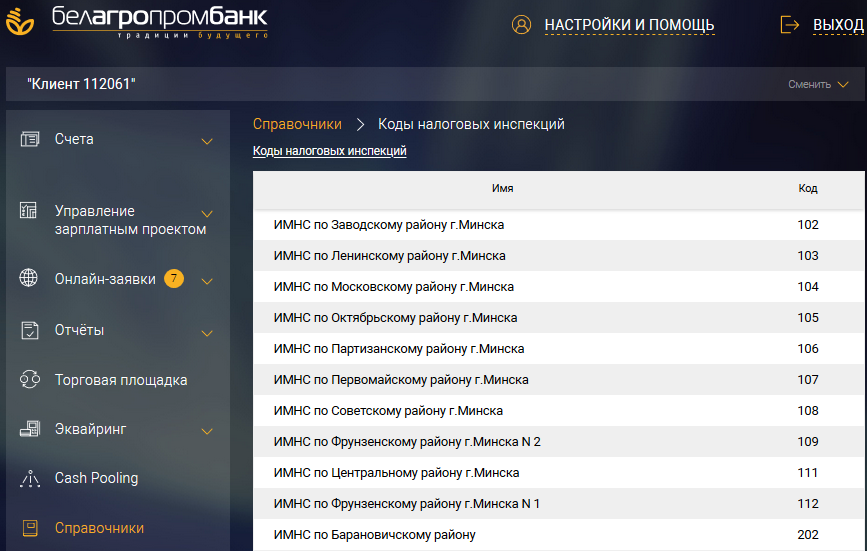 белагропромбанк
традиции будущего
НАСТРОЙКИ И ПОМОЩЬ
ВЫХОД
"Клиент 112061"
Сменить
Счета
Управление
зарплатным проектом
Онлайн-заявки 7
Отчёты
Торговая площадка
Эквайринг
Cash Pooling
Справочники
Справочники > Коды налоговых инспекций
Коды налоговых инспекций
Имя Код
ИМНС по Заводскому району г.Минска 102
ИМНС по Ленинскому району г.Минска 103
ИМНС по Московскому району г.Минска 104
ИМНС по Октябрьскому району г.Минска 105
ИМНС по Партизанскому району г.Минска 106
ИМНС по Первомайскому району г.Минска 107
ИМНС по Советскому району г.Минска 108
ИМНС по Фрунзенскому району г.Минска N 2 109
ИМНС по Центральному району г.Минска 111
ИМНС по Фрунзенскому району г.Минска N 1 112
ИМНС по Барановичскому району 202